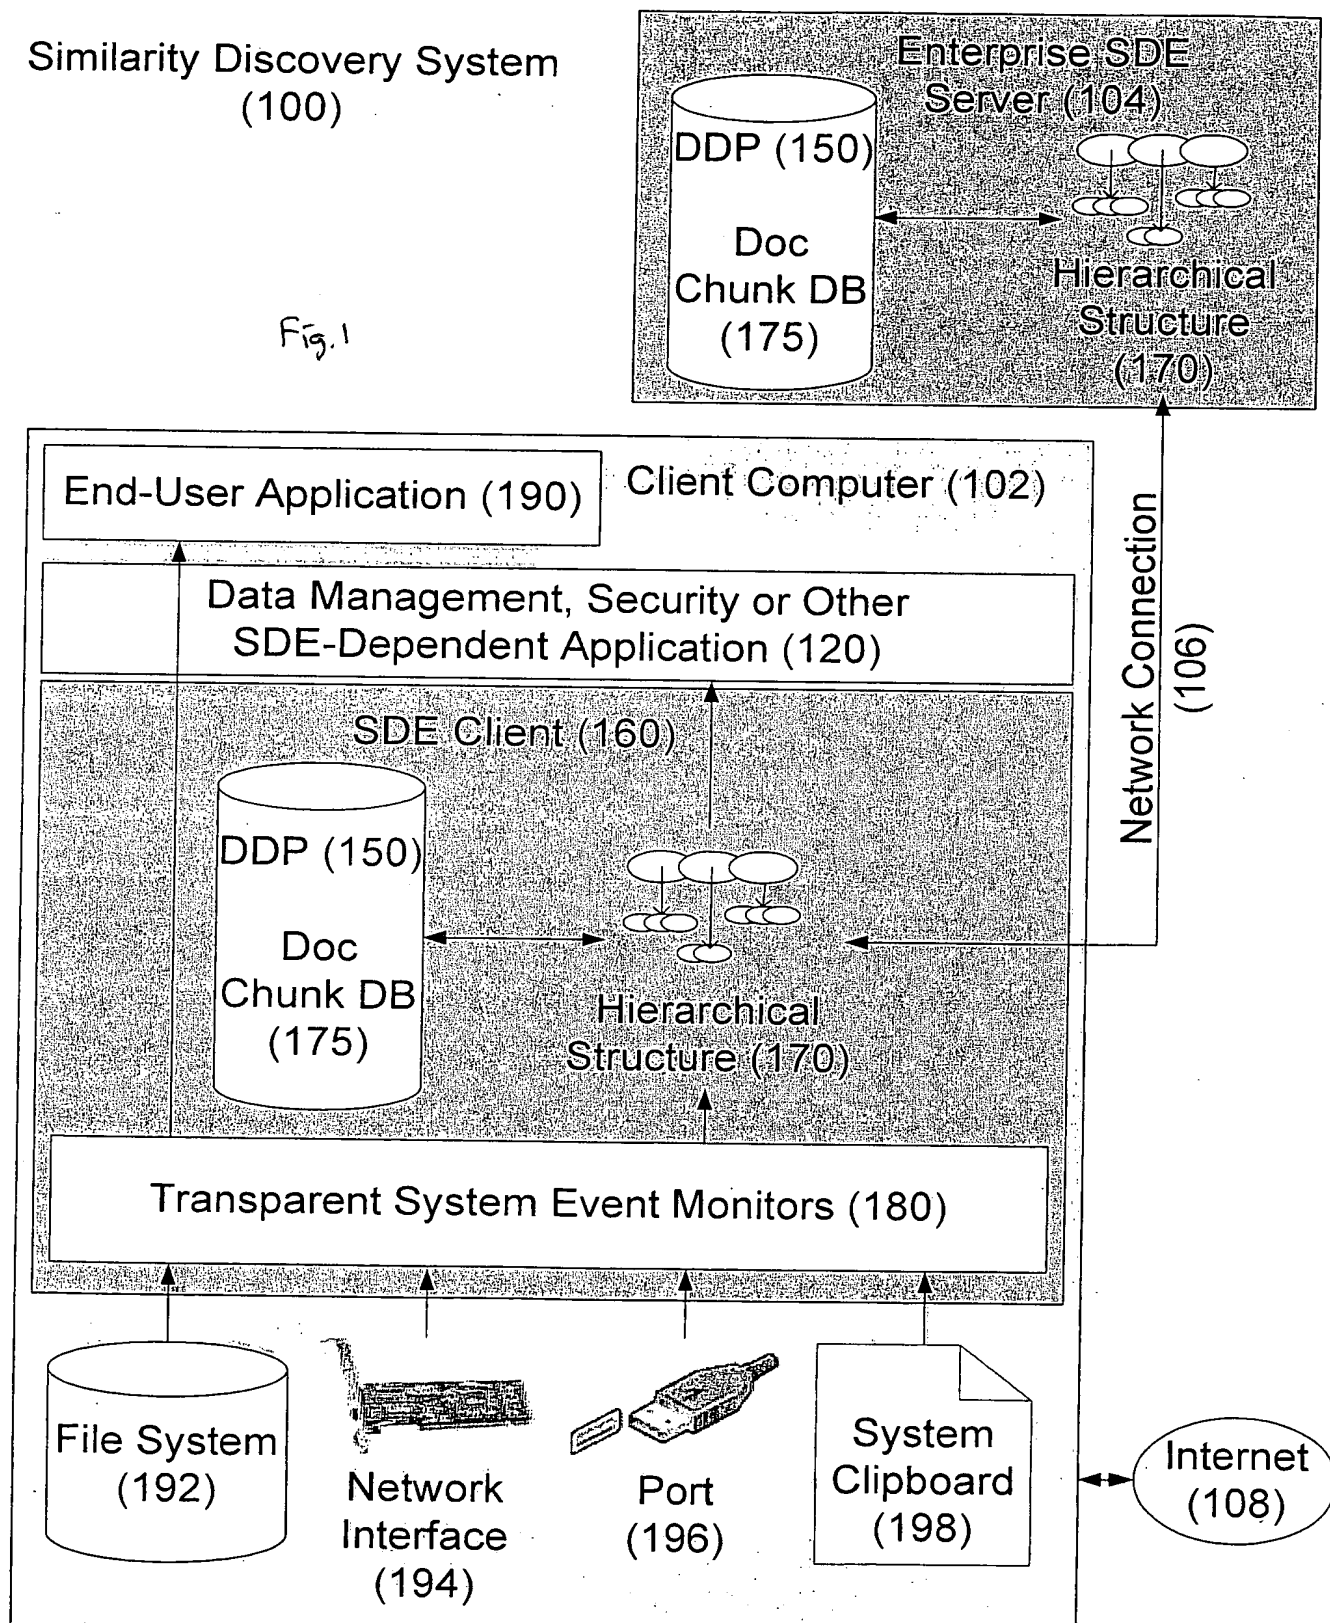 Similarity Discovery System
(100)
Enterprise SDE
Server (104)
DDP (150)
Doc
Chunk DB
(175)
Hierarchical
Structure
(170)
Fig. 1
End-User Application (190)
Client Computer (102)
Data Management, Security or Other
SDE-Dependent Application (120)
Network Connection
(106)
SDE Client (160)
DDP (150)
Doc
Chunk DB
(175)
Hierarchical
Structure (170)
Transparent System Event Monitors (180)
File System
(192)
Network
Interface
(194)
Port
(196)
System
Clipboard
(198)
Internet
(108)